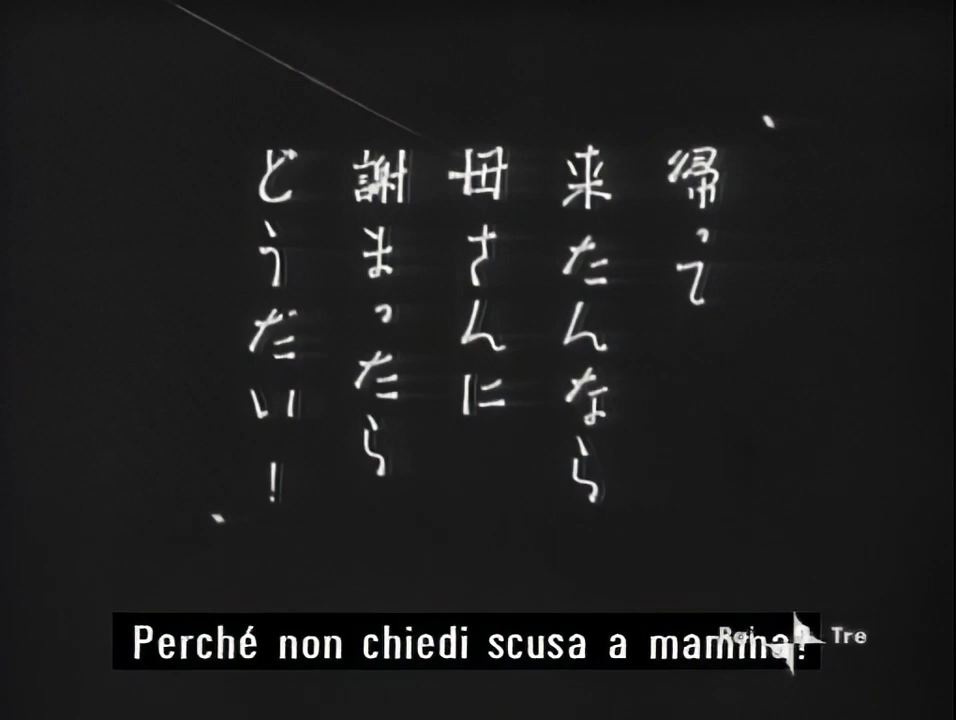 帰って
来たんなら
母さんに
謝まったら
どうだい!
Perché non chiedi scusa a mamma?
Rai Tre